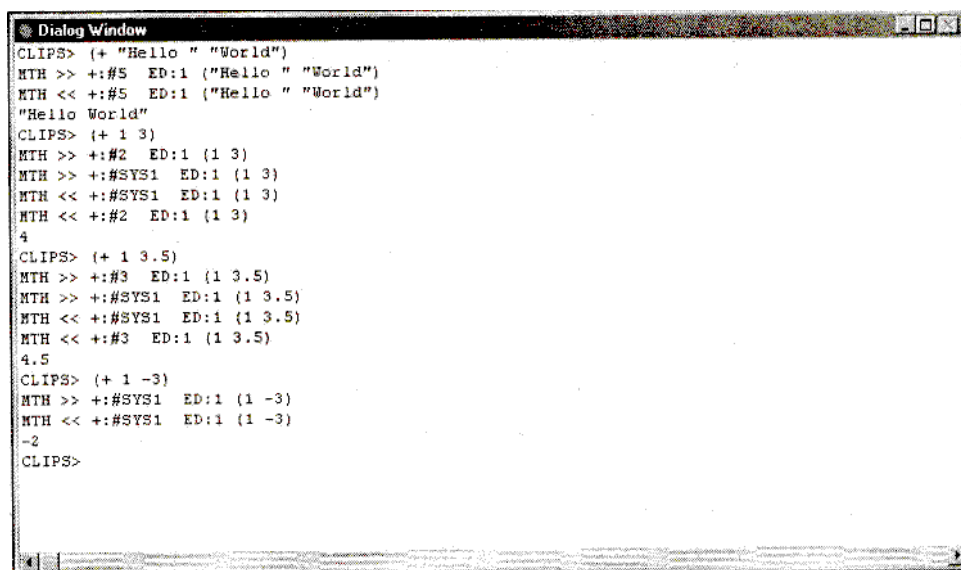 Dialog Window
CLIPS> (+ "Hello " "World")
MTH >> +:#5 ED:1 ("Hello " "World")
MTH << +:#5 ED:1 ("Hello " "World")
"Hello World"
CLIPS> (+ 1 3)
MTH >> +:#2 ED:1 (1 3)
MTH >> +:#SYS1 ED:1 (1 3)
MTH << +:#SYS1 ED:1 (1 3)
MTH << +:#2 ED:1 (1 3)
4
CLIPS> (+ 1 3.5)
MTH >> +:#3 ED:1 (1 3.5)
MTH >> +:#SYS1 ED:1 (1 3.5)
MTH << +:#SYS1 ED:1 (1 3.5)
MTH << +:#3 ED:1 (1 3.5)
4.5
CLIPS> (+ 1 -3)
MTH >> +:#SYS1 ED:1 (1 -3)
MTH << +:#SYS1 ED:1 (1 -3)
-2
CLIPS>